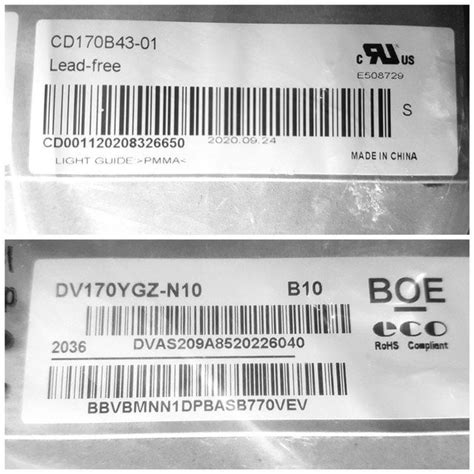 CD170B43-01
Lead-free
c RU US
E508729
S
CD001120208326650
2020.09.24
LIGHT GUIDE >PMMA<
MADE IN CHINA
DV170YGZ-N10
B10
BOE
eco
RoHS Compliant
2036
DVAS209A8520226040
BBVBMNN1DPBASB770VEV